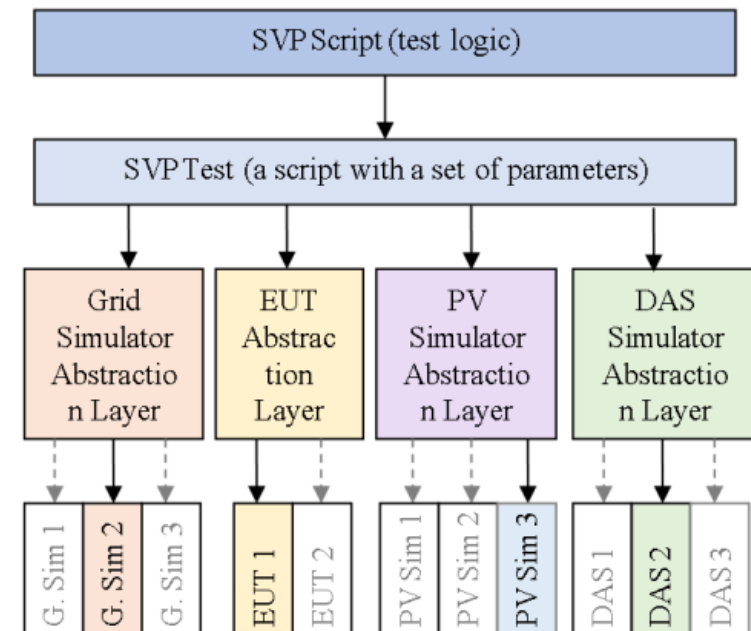 SVP Script (test logic)
SVP Test (a script with a set of parameters)
Grid
Simulator
Abstractio
n Layer
EUT
Abstrac
tion
Layer
PV
Simulator
Abstractio
n Layer
DAS
Simulator
Abstractio
n Layer
G. Sim 1
G. Sim 2
G. Sim 3
EUT 1
EUT 2
PV Sim 1
PV Sim 2
PV Sim 3
DAS 1
DAS 2
DAS 3